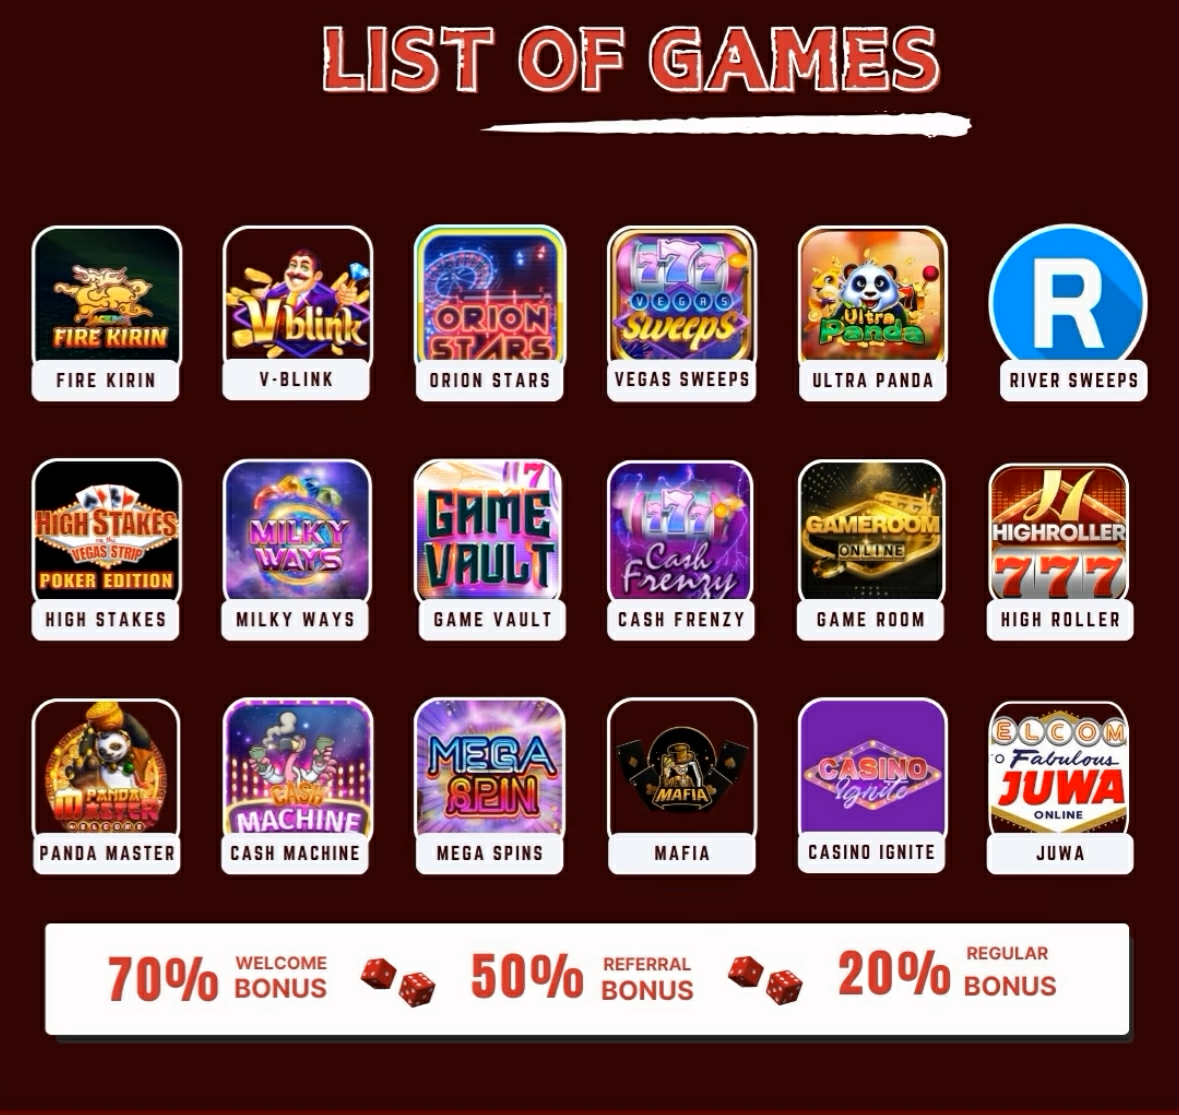 LIST OF GAMES
FIRE KIRIN
FIRE KIRIN
Vblink
V-BLINK
ORION
STARS
ORION STARS
777
VEGAS
Sweeps
VEGAS SWEEPS
Ultra
Panda
ULTRA PANDA
R
RIVER SWEEPS
HIGH STAKES
on the
VEGAS STRIP
POKER EDITION
HIGH STAKES
MILKY
WAYS
MILKY WAYS
7
GAME
VAULT
GAME VAULT
777
Cash
Frenzy
CASH FRENZY
GAMEROOM
ONLINE
GAME ROOM
H
HIGHROLLER
777
HIGH ROLLER
PANDA
MASTER
WELCOME
PANDA MASTER
CASH
MACHINE
CASH MACHINE
MEGA
SPIN
MEGA SPINS
MAFIA
MAFIA
CASINO
Ignite
CASINO IGNITE
ELCOM
Fabulous
JUWA
ONLINE
JUWA
70% WELCOME BONUS
50% REFERRAL BONUS
20% REGULAR BONUS